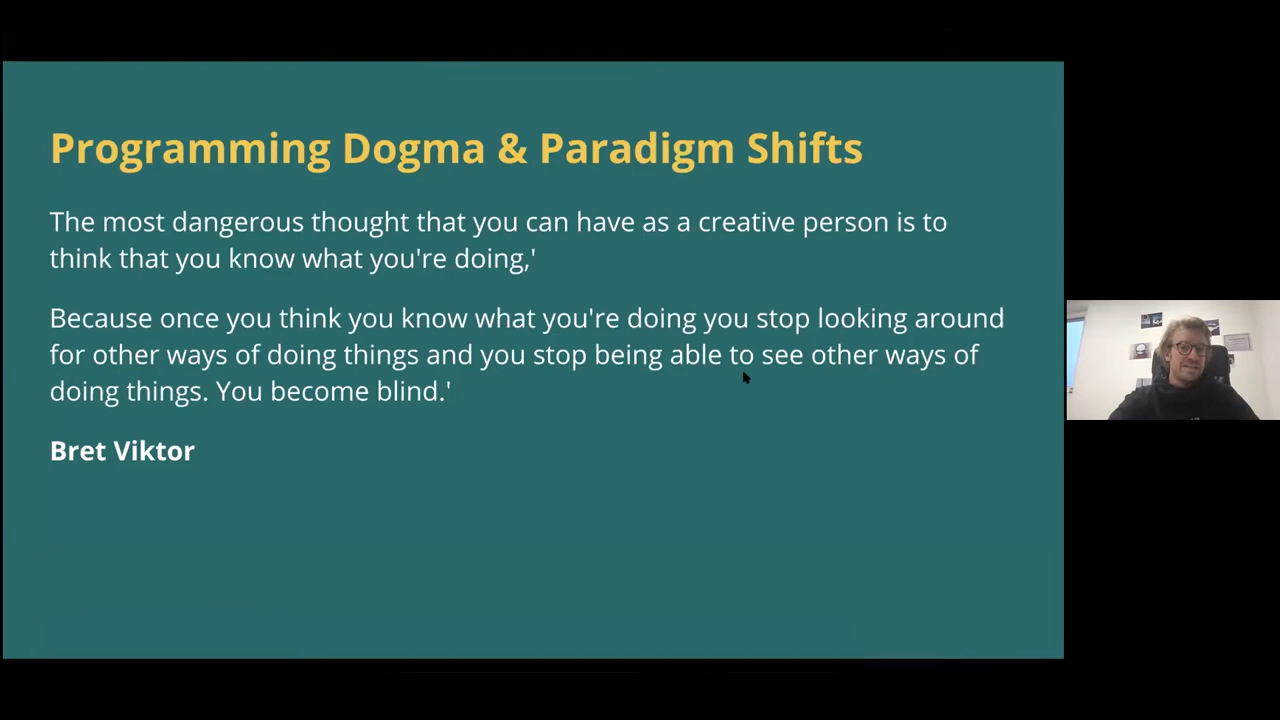 Programming Dogma & Paradigm Shifts
The most dangerous thought that you can have as a creative person is to
think that you know what you're doing,'
Because once you think you know what you're doing you stop looking around
for other ways of doing things and you stop being able to see other ways of
doing things. You become blind.'
Bret Viktor